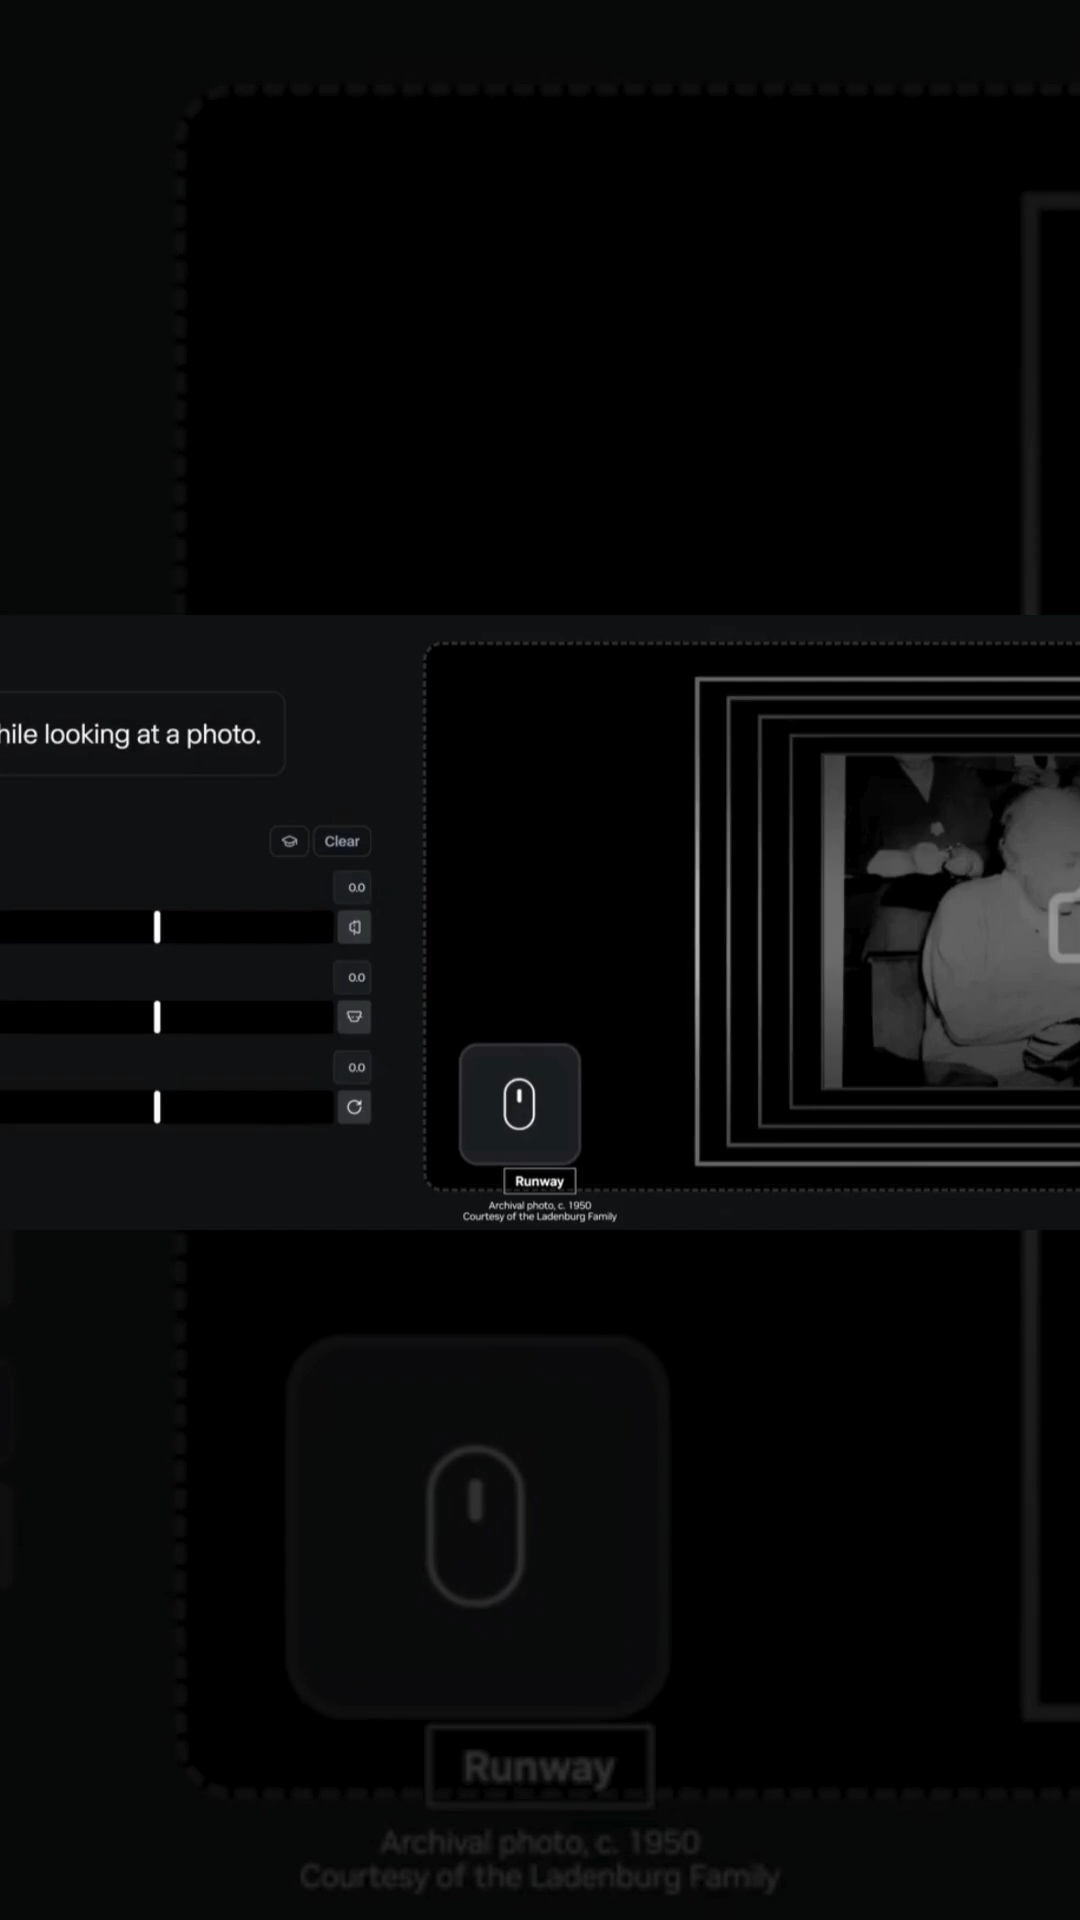 hile looking at a photo.
Clear
0.0
0.0
0.0
Runway
Archival photo, c. 1950
Courtesy of the Ladenburg Family
Runway
Archival photo, c. 1950
Courtesy of the Ladenburg Family